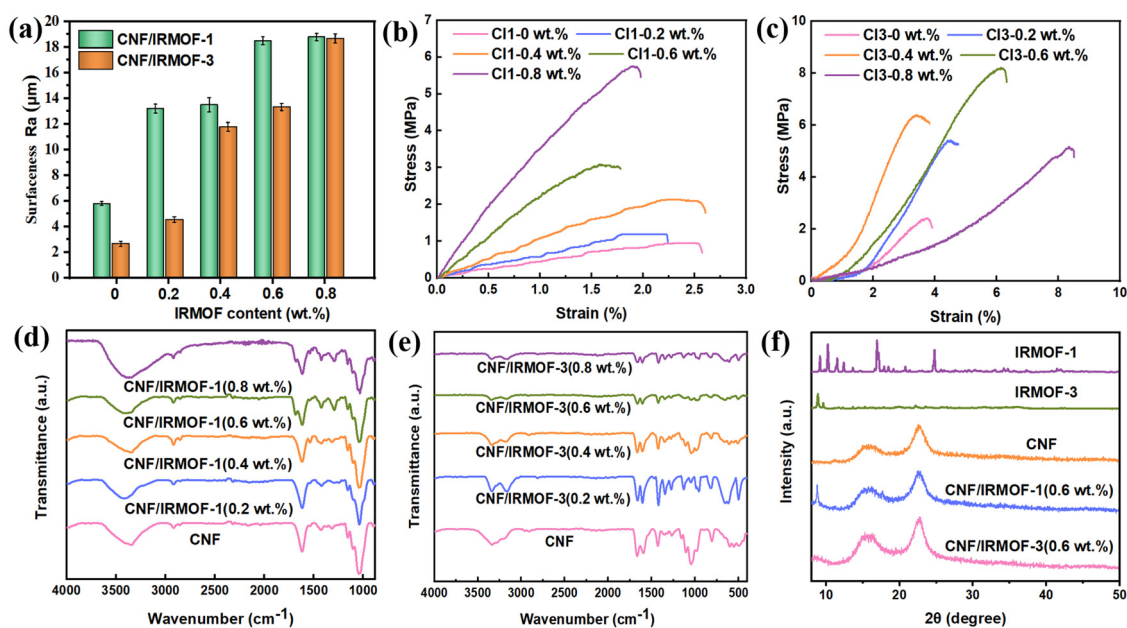 (a)
CNF/IRMOF-1
CNF/IRMOF-3
Surfaceness Ra (μm)
20
18
16
14
12
10
8
6
4
2
0
0 0.2 0.4 0.6 0.8
IRMOF content (wt.%)
(b)
CI1-0 wt.% CI1-0.2 wt.%
CI1-0.4 wt.% CI1-0.6 wt.%
CI1-0.8 wt.%
Stress (MPa)
7
6
5
4
3
2
1
0
0.0 0.5 1.0 1.5 2.0 2.5 3.0
Strain (%)
(c)
CI3-0 wt.% CI3-0.2 wt.%
CI3-0.4 wt.% CI3-0.6 wt.%
CI3-0.8 wt.%
Stress (MPa)
10
8
6
4
2
0
0 2 4 6 8 10
Strain (%)
(d)
CNF/IRMOF-1(0.8 wt.%)
CNF/IRMOF-1(0.6 wt.%)
CNF/IRMOF-1(0.4 wt.%)
CNF/IRMOF-1(0.2 wt.%)
CNF
Transmittance (a.u.)
4000 3500 3000 2500 2000 1500 1000
Wavenumber (cm⁻¹)
(e)
CNF/IRMOF-3(0.8 wt.%)
CNF/IRMOF-3(0.6 wt.%)
CNF/IRMOF-3(0.4 wt.%)
CNF/IRMOF-3(0.2 wt.%)
CNF
Transmittance (a.u.)
4000 3500 3000 2500 2000 1500 1000 500
Wavenumber (cm⁻¹)
(f)
IRMOF-1
IRMOF-3
CNF
CNF/IRMOF-1(0.6 wt.%)
CNF/IRMOF-3(0.6 wt.%)
Intensity (a.u.)
10 20 30 40 50
2θ (degree)